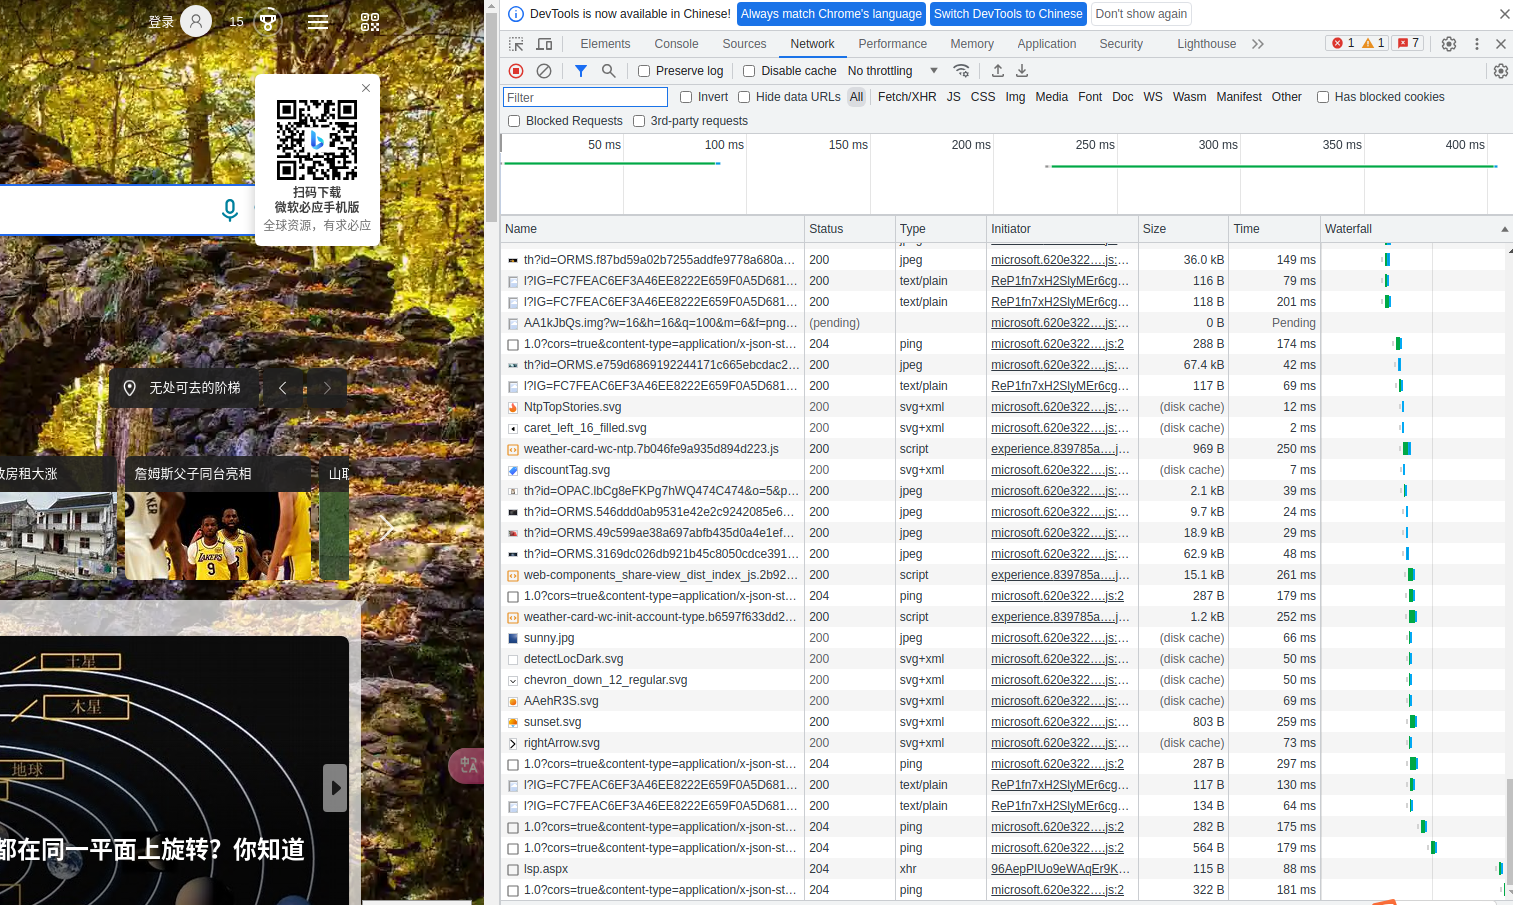 登录
15
扫码下载
微软必应手机版
全球资源，有求必应
无处可去的阶梯
房租大涨
詹姆斯父子同台亮相
土星
木星
地球
都在同一平面上旋转？你知道
DevTools is now available in Chinese!
Always match Chrome's language
Switch DevTools to Chinese
Don't show again
Elements
Console
Sources
Network
Performance
Memory
Application
Security
Lighthouse
1
1
7
Preserve log
Disable cache
No throttling
Filter
Invert
Hide data URLs
All
Fetch/XHR
JS
CSS
Img
Media
Font
Doc
WS
Wasm
Manifest
Other
Has blocked cookies
Blocked Requests
3rd-party requests
50 ms
100 ms
150 ms
200 ms
250 ms
300 ms
350 ms
400 ms
Name Status Type Initiator Size Time Waterfall
th?id=ORMS.f87bd59a02b7255addfe9778a680a… 200 jpeg microsoft.620e322….js:… 36.0 kB 149 ms
l?IG=FC7FEAC6EF3A46EE8222E659F0A5D681… 200 text/plain ReP1fn7xH2SlyMEr6cg… 116 B 79 ms
l?IG=FC7FEAC6EF3A46EE8222E659F0A5D681… 200 text/plain ReP1fn7xH2SlyMEr6cg… 118 B 201 ms
AA1kJbQs.img?w=16&h=16&q=100&m=6&f=png… (pending) microsoft.620e322….js:… 0 B Pending
1.0?cors=true&content-type=application/x-json-st… 204 ping microsoft.620e322….js:2 288 B 174 ms
th?id=ORMS.e759d6869192244171c665ebcdac2… 200 jpeg microsoft.620e322….js:… 67.4 kB 42 ms
l?IG=FC7FEAC6EF3A46EE8222E659F0A5D681… 200 text/plain ReP1fn7xH2SlyMEr6cg… 117 B 69 ms
NtpTopStories.svg 200 svg+xml microsoft.620e322….js:… (disk cache) 12 ms
caret_left_16_filled.svg 200 svg+xml microsoft.620e322….js:… (disk cache) 2 ms
weather-card-wc-ntp.7b046fe9a935d894d223.js 200 script experience.839785a….j… 969 B 250 ms
discountTag.svg 200 svg+xml microsoft.620e322….js:… (disk cache) 7 ms
th?id=OPAC.lbCg8eFKPg7hWQ474C474&o=5&p… 200 jpeg microsoft.620e322….js:… 2.1 kB 39 ms
th?id=ORMS.546ddd0ab9531e42e2c9242085e6… 200 jpeg microsoft.620e322….js:… 9.7 kB 24 ms
th?id=ORMS.49c599ae38a697abfb435d0a4e1ef… 200 jpeg microsoft.620e322….js:… 18.9 kB 29 ms
th?id=ORMS.3169dc026db921b45c8050cdce391… 200 jpeg microsoft.620e322….js:… 62.9 kB 48 ms
web-components_share-view_dist_index_js.2b92… 200 script experience.839785a….j… 15.1 kB 261 ms
1.0?cors=true&content-type=application/x-json-st… 204 ping microsoft.620e322….js:2 287 B 179 ms
weather-card-wc-init-account-type.b6597f633dd2… 200 script experience.839785a….j… 1.2 kB 252 ms
sunny.jpg 200 jpeg microsoft.620e322….js:… (disk cache) 66 ms
detectLocDark.svg 200 svg+xml microsoft.620e322….js:… (disk cache) 50 ms
chevron_down_12_regular.svg 200 svg+xml microsoft.620e322….js:… (disk cache) 50 ms
AAehR3S.svg 200 svg+xml microsoft.620e322….js:… (disk cache) 69 ms
sunset.svg 200 svg+xml microsoft.620e322….js:… 803 B 259 ms
rightArrow.svg 200 svg+xml microsoft.620e322….js:… (disk cache) 73 ms
1.0?cors=true&content-type=application/x-json-st… 204 ping microsoft.620e322….js:2 287 B 297 ms
l?IG=FC7FEAC6EF3A46EE8222E659F0A5D681… 200 text/plain ReP1fn7xH2SlyMEr6cg… 117 B 130 ms
l?IG=FC7FEAC6EF3A46EE8222E659F0A5D681… 200 text/plain ReP1fn7xH2SlyMEr6cg… 134 B 64 ms
1.0?cors=true&content-type=application/x-json-st… 204 ping microsoft.620e322….js:2 282 B 175 ms
1.0?cors=true&content-type=application/x-json-st… 204 ping microsoft.620e322….js:2 564 B 179 ms
lsp.aspx 204 xhr 96AepPIUo9eWAqEr9K… 115 B 88 ms
1.0?cors=true&content-type=application/x-json-st… 204 ping microsoft.620e322….js:2 322 B 181 ms